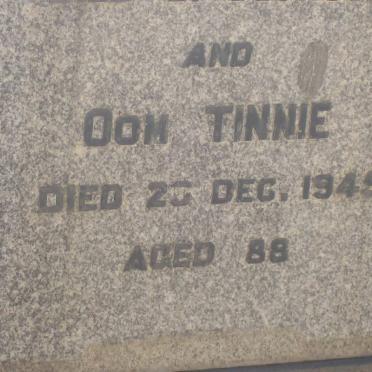 AND
OOM TINNIE
DIED DEC.
AGED 88